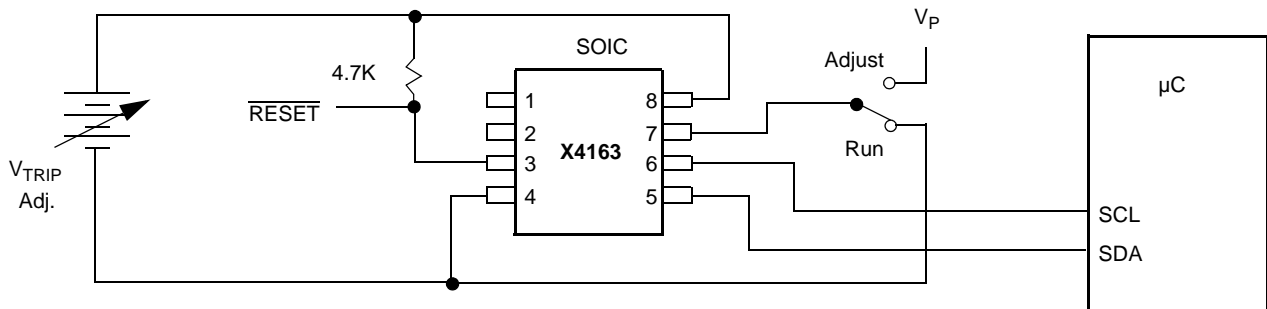 V_P
SOIC
Adjust
4.7K
µC
RESET
1
8
2
7
X4163
Run
3
6
V_TRIP
Adj.
4
5
SCL
SDA